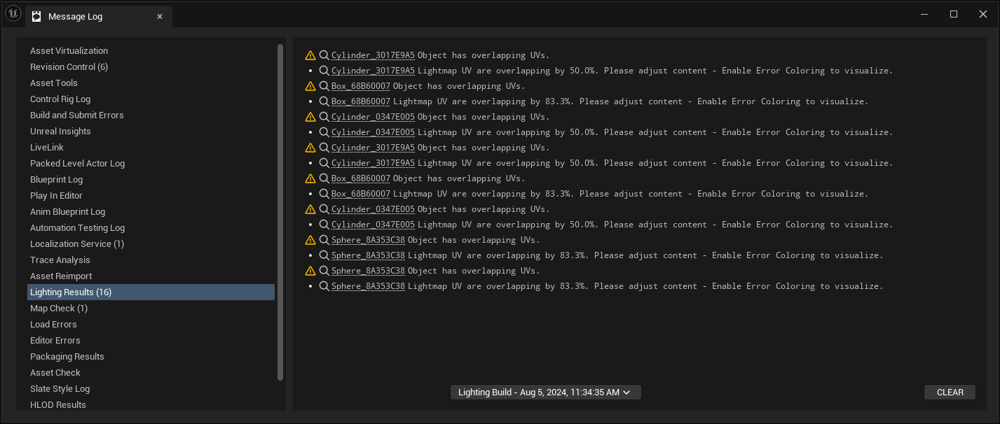 Message Log
Asset Virtualization
Revision Control (6)
Asset Tools
Control Rig Log
Build and Submit Errors
Unreal Insights
LiveLink
Packed Level Actor Log
Blueprint Log
Play In Editor
Anim Blueprint Log
Automation Testing Log
Localization Service (1)
Trace Analysis
Asset Reimport
Lighting Results (16)
Map Check (1)
Load Errors
Editor Errors
Packaging Results
Asset Check
Slate Style Log
HLOD Results
Cylinder_3017E9A5 Object has overlapping UVs.
Cylinder_3017E9A5 Lightmap UV are overlapping by 50.0%. Please adjust content - Enable Error Coloring to visualize.
Box_68B60007 Object has overlapping UVs.
Box_68B60007 Lightmap UV are overlapping by 83.3%. Please adjust content - Enable Error Coloring to visualize.
Cylinder_0347E005 Object has overlapping UVs.
Cylinder_0347E005 Lightmap UV are overlapping by 50.0%. Please adjust content - Enable Error Coloring to visualize.
Cylinder_3017E9A5 Object has overlapping UVs.
Cylinder_3017E9A5 Lightmap UV are overlapping by 50.0%. Please adjust content - Enable Error Coloring to visualize.
Box_68B60007 Object has overlapping UVs.
Box_68B60007 Lightmap UV are overlapping by 83.3%. Please adjust content - Enable Error Coloring to visualize.
Cylinder_0347E005 Object has overlapping UVs.
Cylinder_0347E005 Lightmap UV are overlapping by 50.0%. Please adjust content - Enable Error Coloring to visualize.
Sphere_8A353C38 Object has overlapping UVs.
Sphere_8A353C38 Lightmap UV are overlapping by 83.3%. Please adjust content - Enable Error Coloring to visualize.
Sphere_8A353C38 Object has overlapping UVs.
Sphere_8A353C38 Lightmap UV are overlapping by 83.3%. Please adjust content - Enable Error Coloring to visualize.
Lighting Build - Aug 5, 2024, 11:34:35 AM
CLEAR